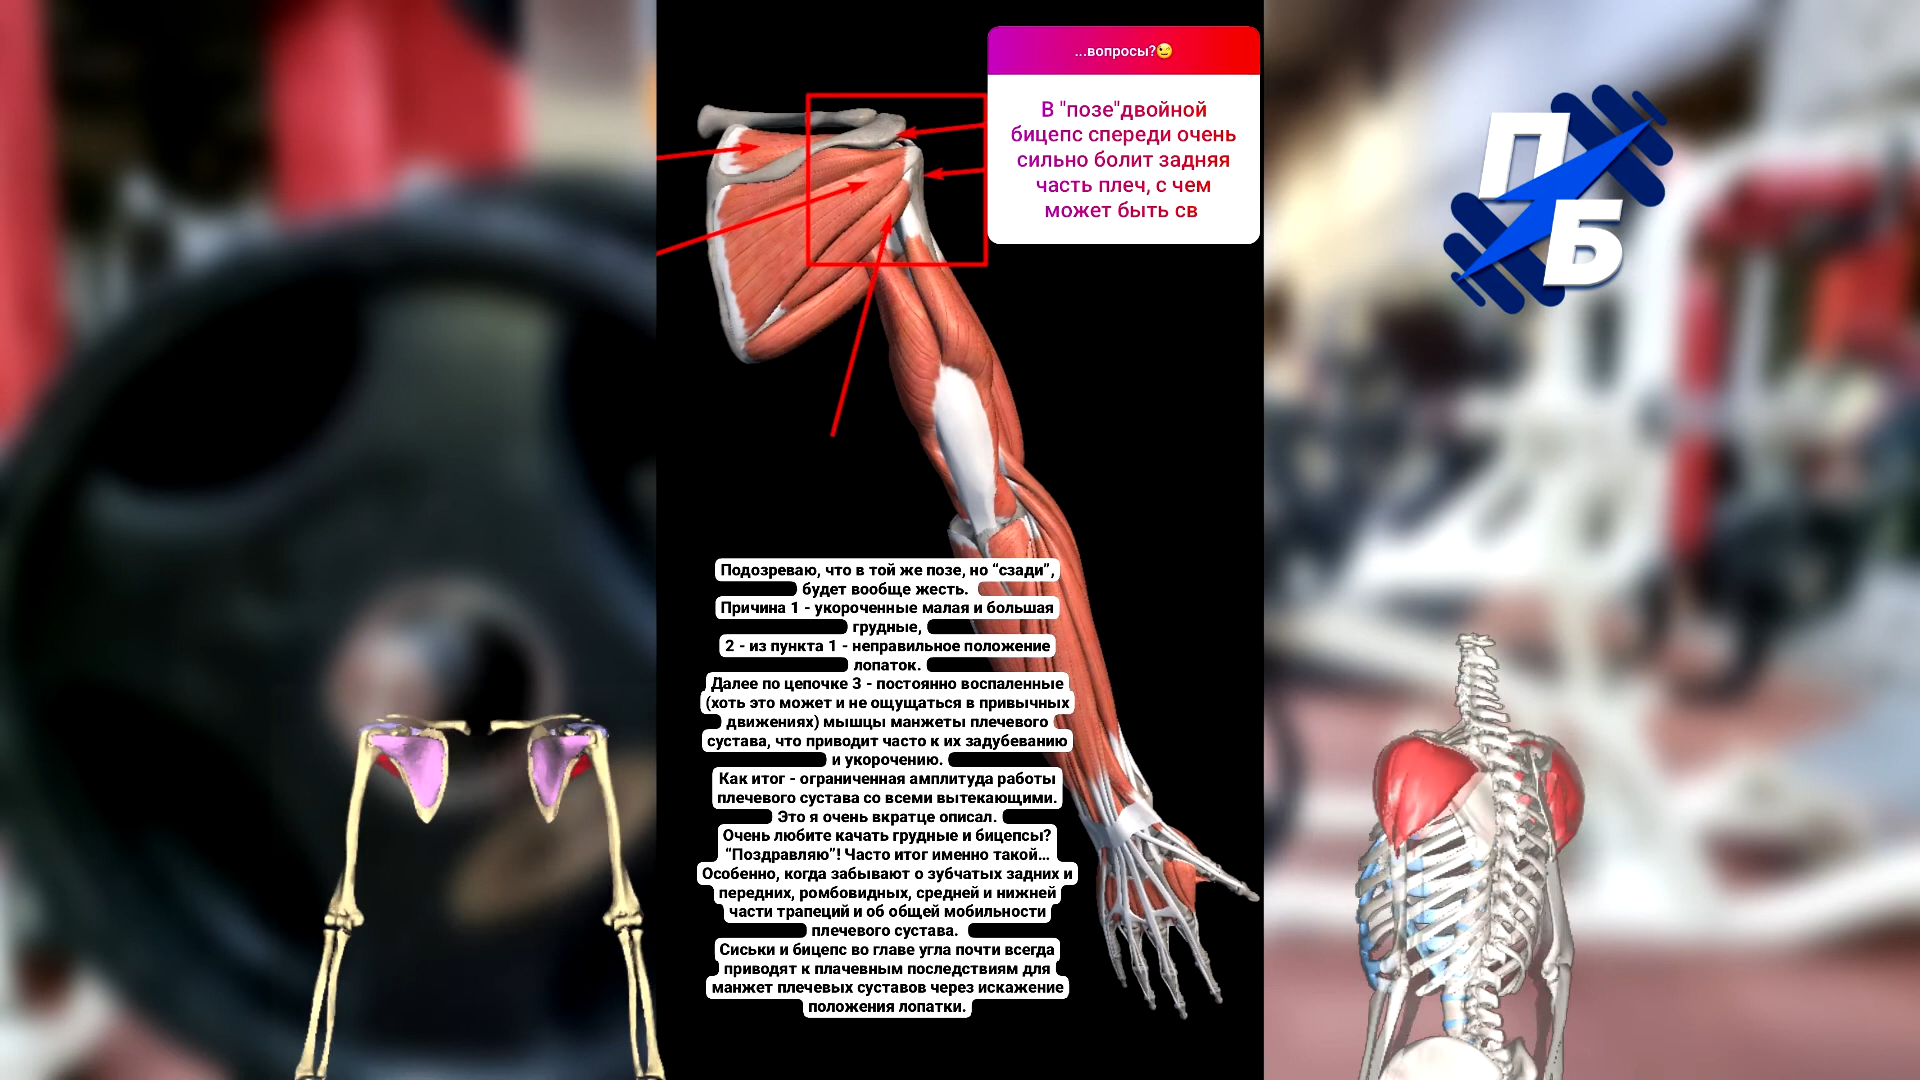 ...вопросы?😉
В "позе"двойной
бицепс спереди очень
сильно болит задняя
часть плеч, с чем
может быть св
П
Б
Подозреваю, что в той же позе, но “сзади”,
будет вообще жесть.
Причина 1 - укороченные малая и большая
грудные,
2 - из пункта 1 - неправильное положение
лопаток.
Далее по цепочке 3 - постоянно воспаленные
(хоть это может и не ощущаться в привычных
движениях) мышцы манжеты плечевого
сустава, что приводит часто к их задубеванию
и укорочению.
Как итог - ограниченная амплитуда работы
плечевого сустава со всеми вытекающими.
Это я очень вкратце описал.
Очень любите качать грудные и бицепсы?
“Поздравляю”! Часто итог именно такой...
Особенно, когда забывают о зубчатых задних и
передних, ромбовидных, средней и нижней
части трапеций и об общей мобильности
плечевого сустава.
Сиськи и бицепс во главе угла почти всегда
приводят к плачевным последствиям для
манжет плечевых суставов через искажение
положения лопатки.